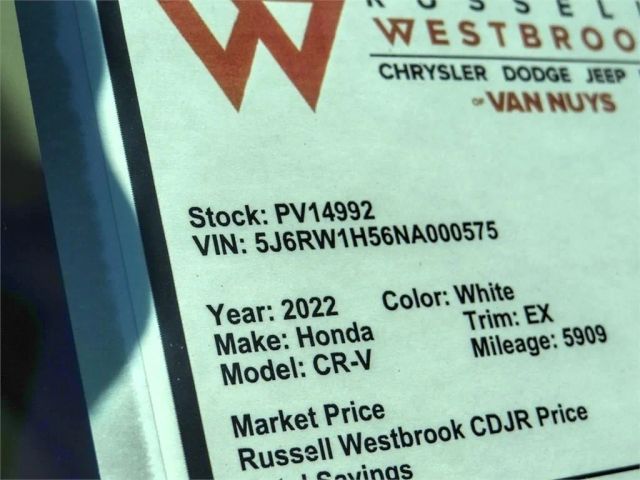 RUSSEL
WESTBROO
CHRYSLER DODGE JEEP
OF VAN NUYS
Stock: PV14992
VIN: 5J6RW1H56NA000575
Year: 2022 Color: White
Make: Honda Trim: EX
Model: CR-V Mileage: 5909
Market Price
Russell Westbrook CDJR Price
Savings